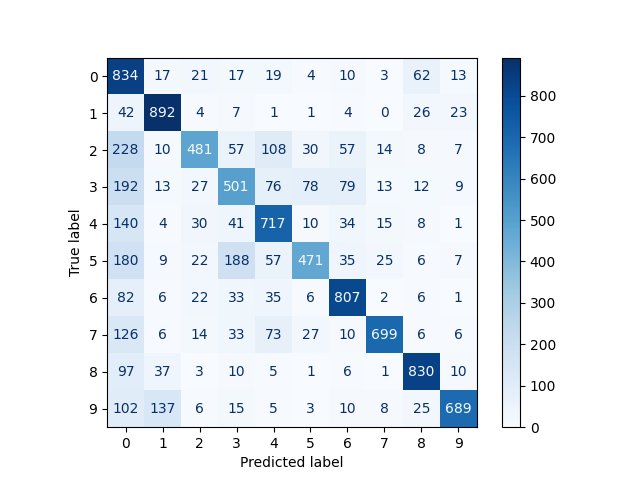 0 834 17 21 17 19 4 10 3 62 13
1 42 892 4 7 1 1 4 0 26 23
2 228 10 481 57 108 30 57 14 8 7
3 192 13 27 501 76 78 79 13 12 9
4 140 4 30 41 717 10 34 15 8 1
5 180 9 22 188 57 471 35 25 6 7
6 82 6 22 33 35 6 807 2 6 1
7 126 6 14 33 73 27 10 699 6 6
8 97 37 3 10 5 1 6 1 830 10
9 102 137 6 15 5 3 10 8 25 689
0 1 2 3 4 5 6 7 8 9
Predicted label
True label
800
700
600
500
400
300
200
100
0